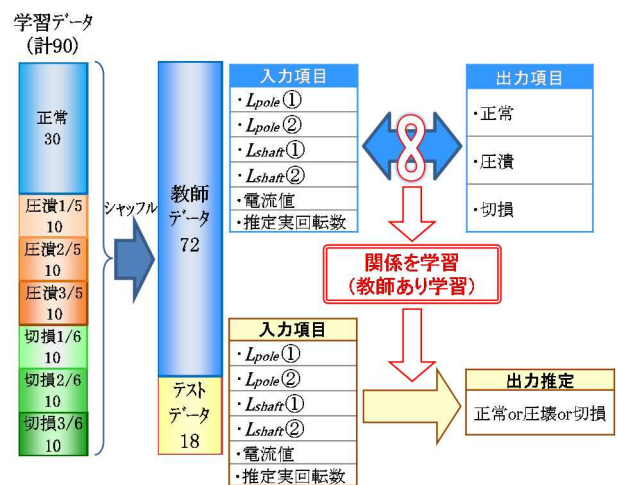 学習データ
(計90)
正常
30
圧潰1/5
10
圧潰2/5
10
圧潰3/5
10
切損1/6
10
切損2/6
10
切損3/6
10
シャッフル
教師
データ
72
テスト
データ
18
入力項目
・Lpole①
・Lpole②
・Lshaft①
・Lshaft②
・電流値
・推定実回転数
出力項目
・正常
・圧潰
・切損
関係を学習
(教師あり学習)
入力項目
・Lpole①
・Lpole②
・Lshaft①
・Lshaft②
・電流値
・推定実回転数
出力推定
正常or圧壊or切損